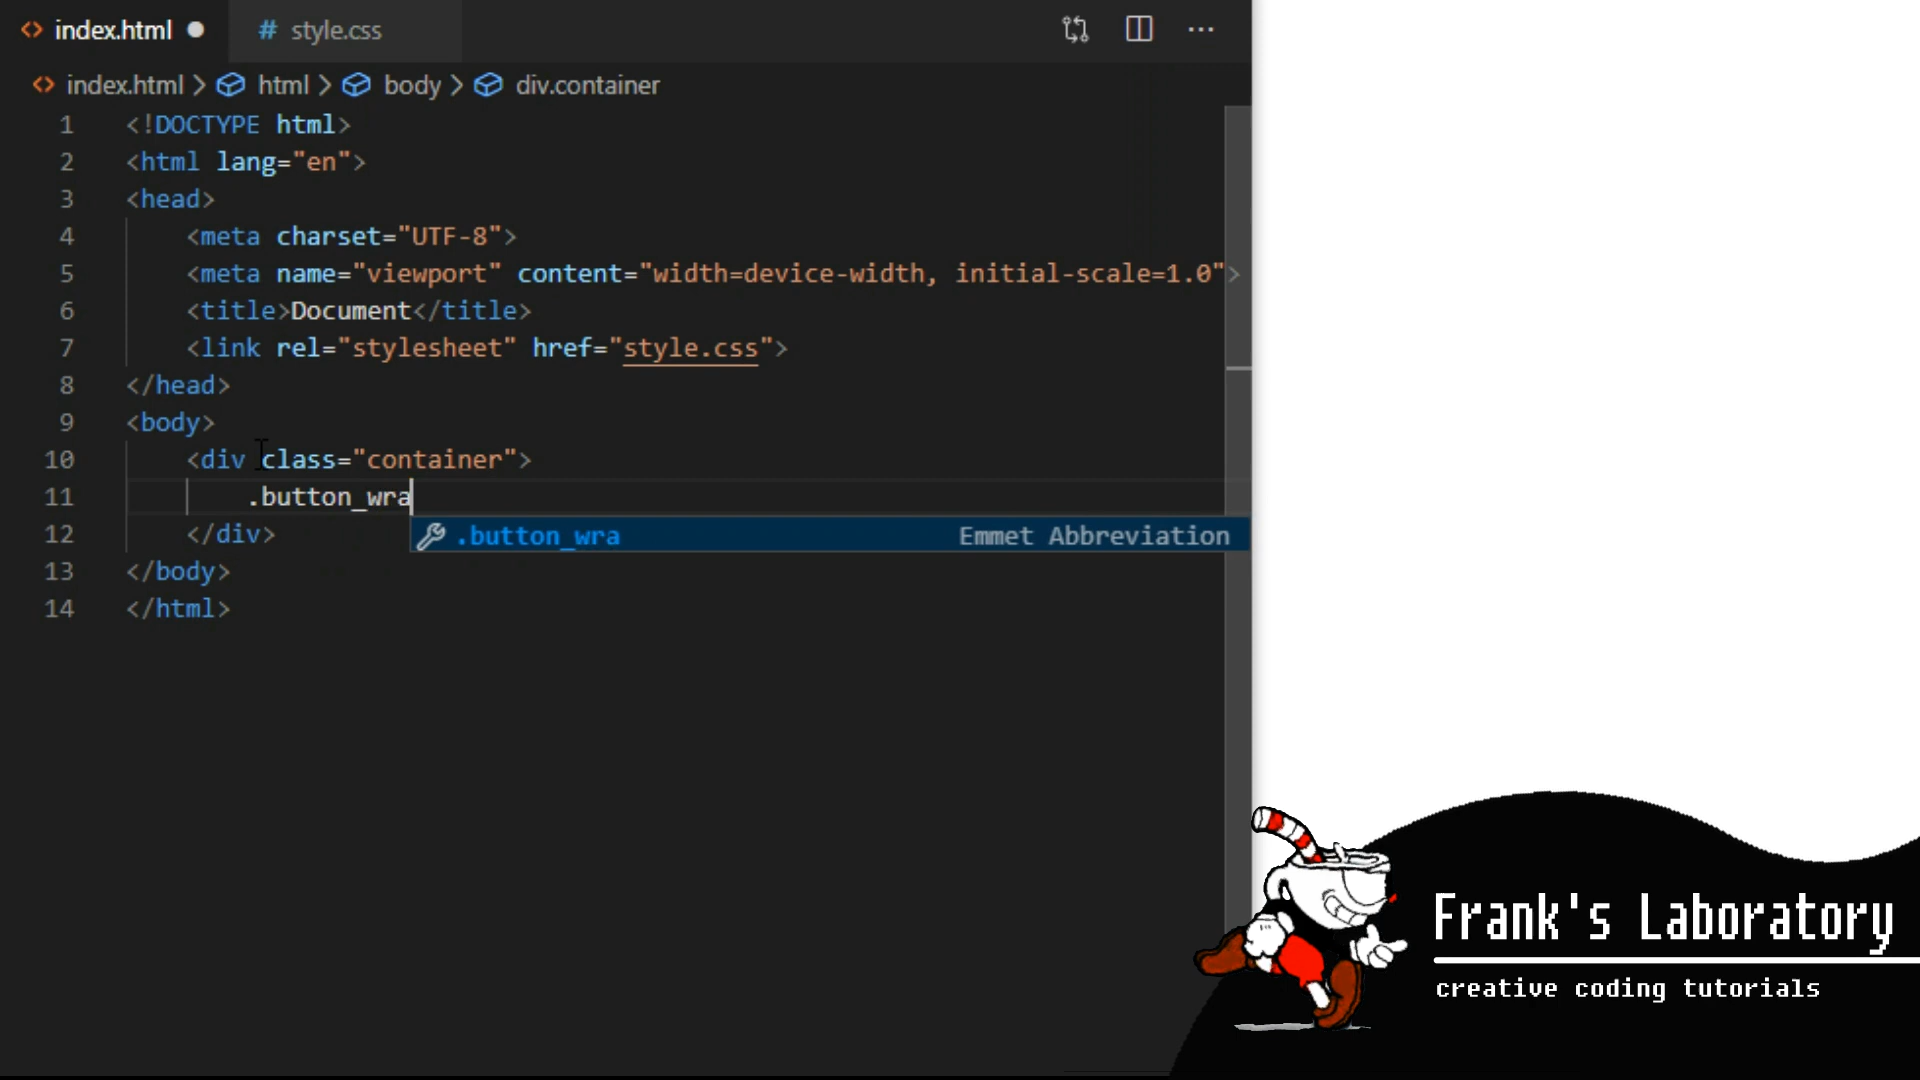 index.html
# style.css
index.html > html > body > div.container
1 <!DOCTYPE html>
2 <html lang="en">
3 <head>
4 <meta charset="UTF-8">
5 <meta name="viewport" content="width=device-width, initial-scale=1.0">
6 <title>Document</title>
7 <link rel="stylesheet" href="style.css">
8 </head>
9 <body>
10 <div class="container">
11 .button_wra
.button_wra Emmet Abbreviation
12 </div>
13 </body>
14 </html>
Frank's Laboratory
creative coding tutorials